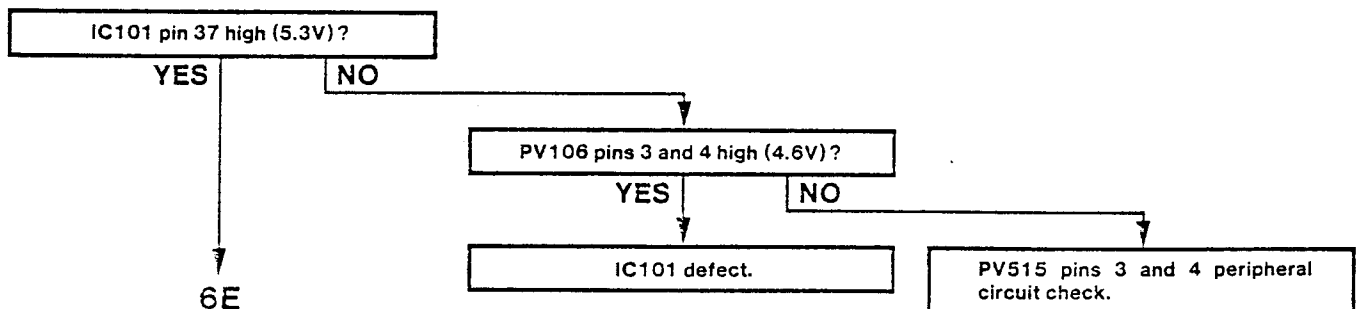 IC101 pin 37 high (5.3V)?
YES
NO
PV106 pins 3 and 4 high (4.6V)?
YES
NO
IC101 defect.
PV515 pins 3 and 4 peripheral
circuit check.
6E